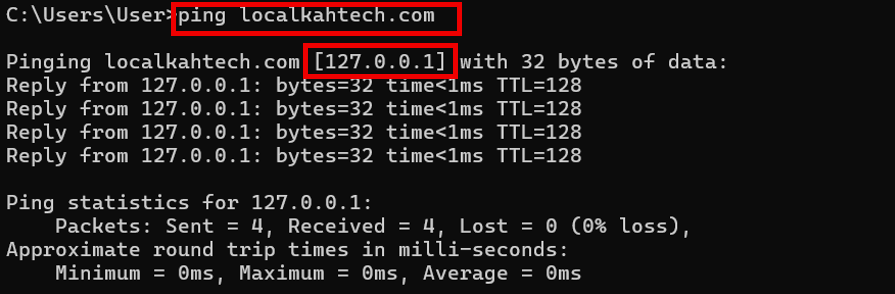 C:\Users\User>ping localkahtech.com
Pinging localkahtech.com [127.0.0.1] with 32 bytes of data:
Reply from 127.0.0.1: bytes=32 time<1ms TTL=128
Reply from 127.0.0.1: bytes=32 time<1ms TTL=128
Reply from 127.0.0.1: bytes=32 time<1ms TTL=128
Reply from 127.0.0.1: bytes=32 time<1ms TTL=128
Ping statistics for 127.0.0.1:
Packets: Sent = 4, Received = 4, Lost = 0 (0% loss),
Approximate round trip times in milli-seconds:
Minimum = 0ms, Maximum = 0ms, Average = 0ms